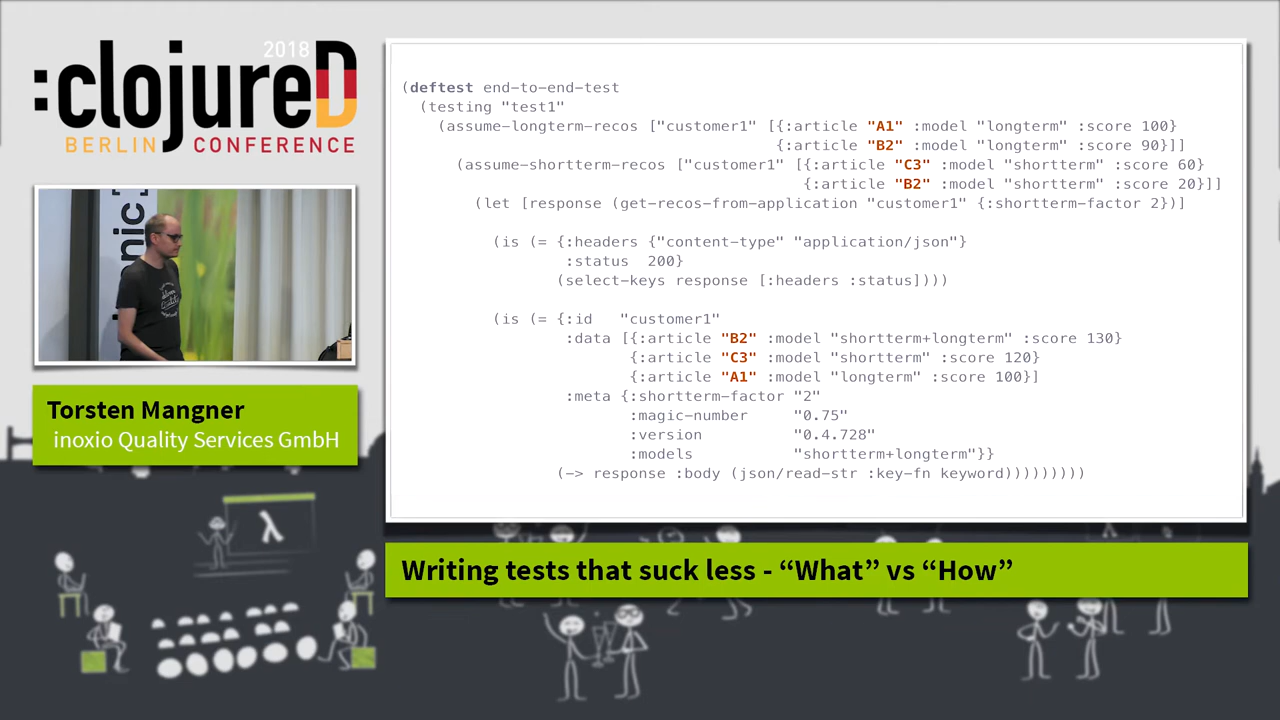 2018
:clojureD
BERLIN CONFERENCE
(deftest end-to-end-test
(testing "test1"
(assume-longterm-recos ["customer1" [{:article "A1" :model "longterm" :score 100}
{:article "B2" :model "longterm" :score 90}]]
(assume-shortterm-recos ["customer1" [{:article "C3" :model "shortterm" :score 60}
{:article "B2" :model "shortterm" :score 20}]]
(let [response (get-recos-from-application "customer1" {:shortterm-factor 2})]
(is (= {:headers {"content-type" "application/json"}
:status 200}
(select-keys response [:headers :status])))
(is (= {:id "customer1"
:data [{:article "B2" :model "shortterm+longterm" :score 130}
{:article "C3" :model "shortterm" :score 120}
{:article "A1" :model "longterm" :score 100}]
:meta {:shortterm-factor "2"
:magic-number "0.75"
:version "0.4.728"
:models "shortterm+longterm"}}
(-> response :body (json/read-str :key-fn keyword)))))))))
Torsten Mangner
inoxio Quality Services GmbH
λ
Writing tests that suck less - “What” vs “How”